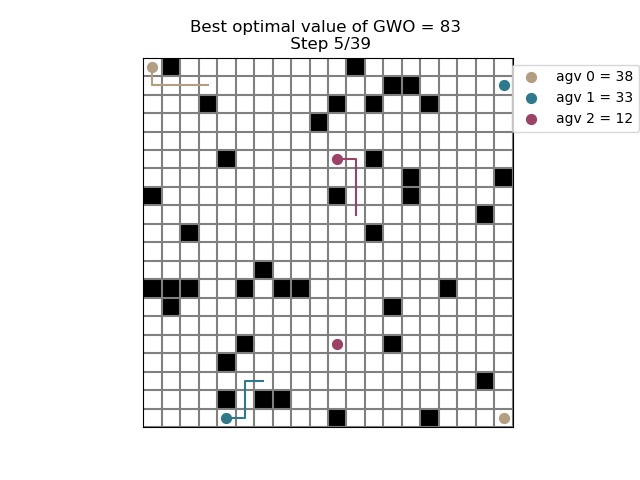 Best optimal value of GWO = 83
Step 5/39
agv 0 = 38
agv 1 = 33
agv 2 = 12